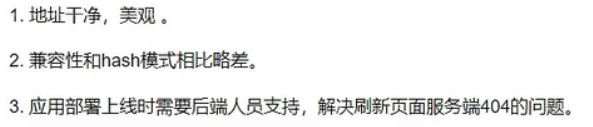 1. 地址干净，美观 。
2. 兼容性和hash模式相比略差。
3. 应用部署上线时需要后端人员支持，解决刷新页面服务端404的问题。